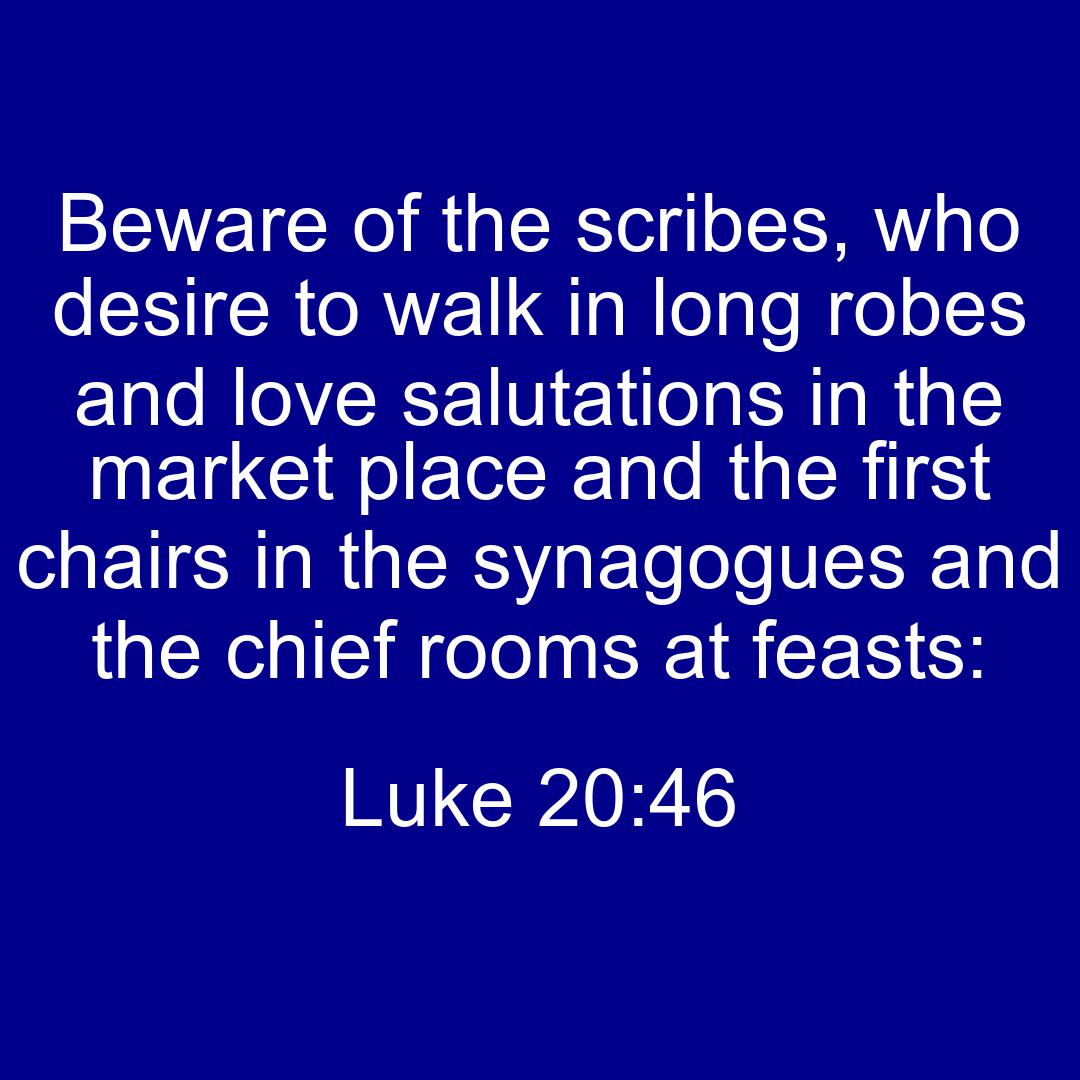 Beware of the scribes, who
desire to walk in long robes
and love salutations in the
market place and the first
chairs in the synagogues and
the chief rooms at feasts:
Luke 20:46